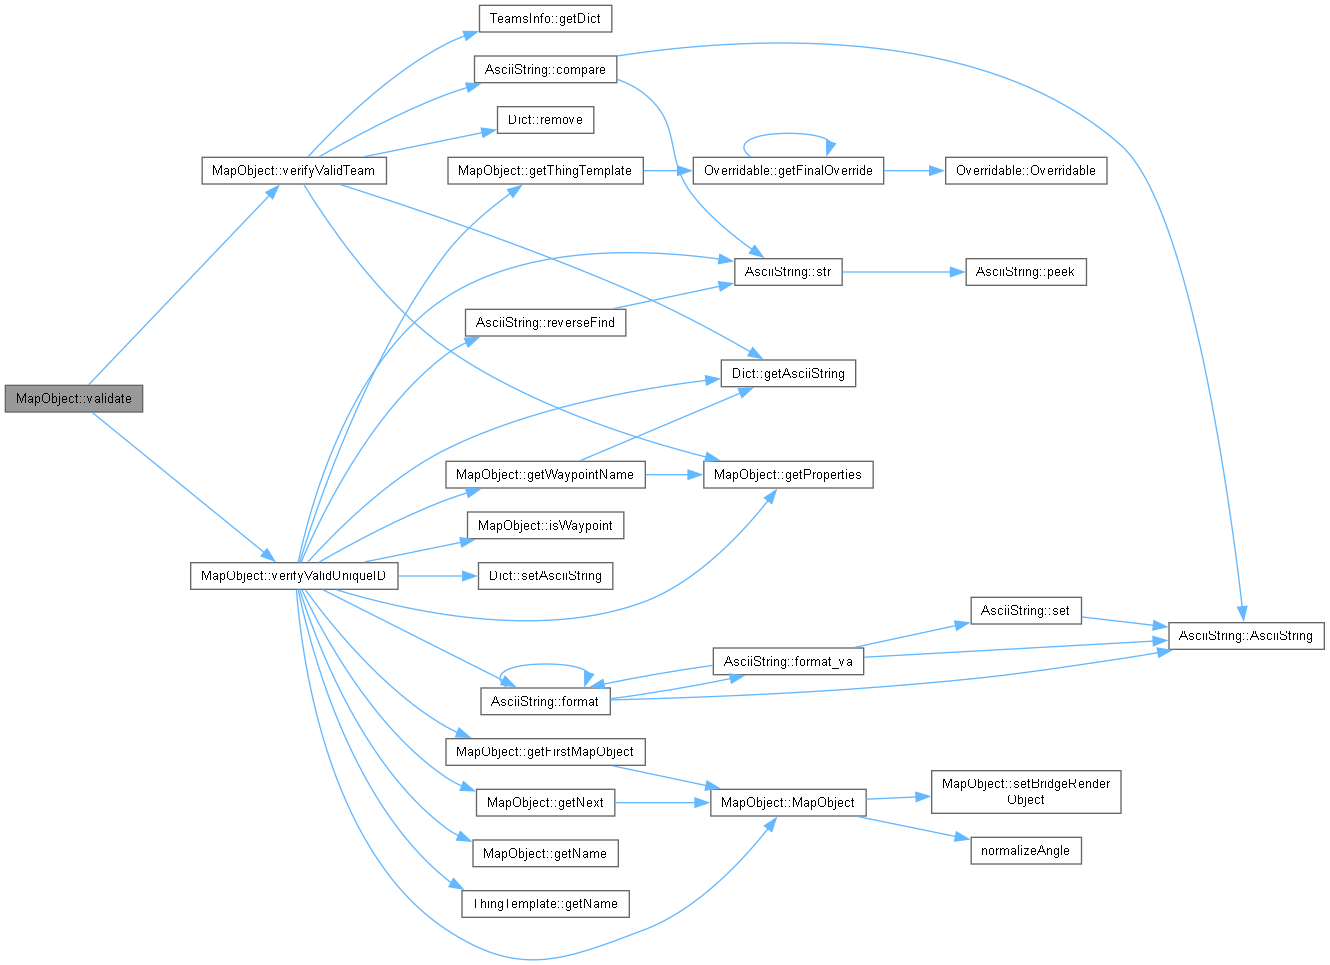 TeamsInfo::getDict
AsciiString::compare
Dict::remove
MapObject::verifyValidTeam
MapObject::getThingTemplate
Overridable::getFinalOverride
Overridable::Overridable
AsciiString::str
AsciiString::peek
AsciiString::reverseFind
Dict::getAsciiString
MapObject::validate
MapObject::getWaypointName
MapObject::getProperties
MapObject::isWaypoint
MapObject::verifyValidUniqueID
Dict::setAsciiString
AsciiString::set
AsciiString::AsciiString
AsciiString::format_va
AsciiString::format
MapObject::getFirstMapObject
MapObject::setBridgeRender
Object
MapObject::getNext
MapObject::MapObject
MapObject::getName
normalizeAngle
ThingTemplate::getName